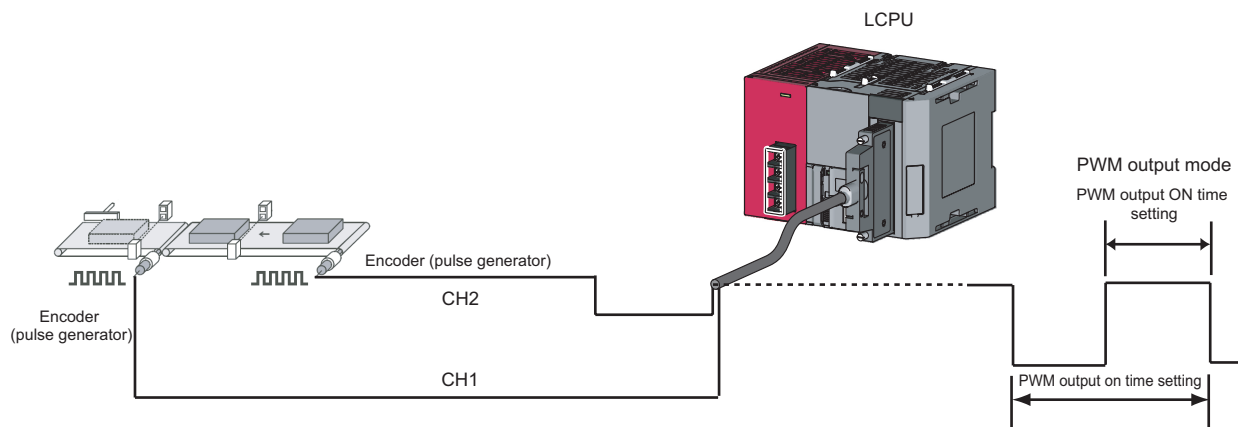 LCPU
PWM output mode
PWM output ON time
setting
Encoder (pulse generator)
CH2
Encoder
(pulse generator)
CH1
PWM output on time setting